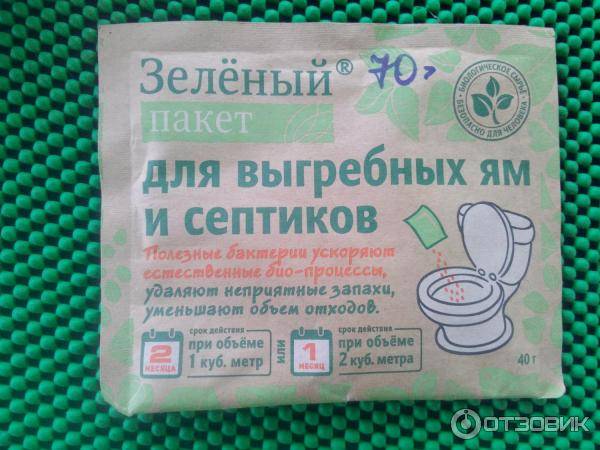 Зелёный®
70
пакет
БИОЛОГИЧЕСКОЕ СЫРЬЁ
БЕЗОПАСНО ДЛЯ ЧЕЛОВЕКА
для выгребных ям
и септиков
Полезные бактерии ускоряют
естественные био-процессы,
удаляют неприятные запахи,
уменьшают объем отходов.
2 МЕСЯЦА
срок действия
при объёме
1 куб. метр
или
1 МЕСЯЦ
срок действия
при объёме
2 куб. метра
40 г
ОТЗОВИК